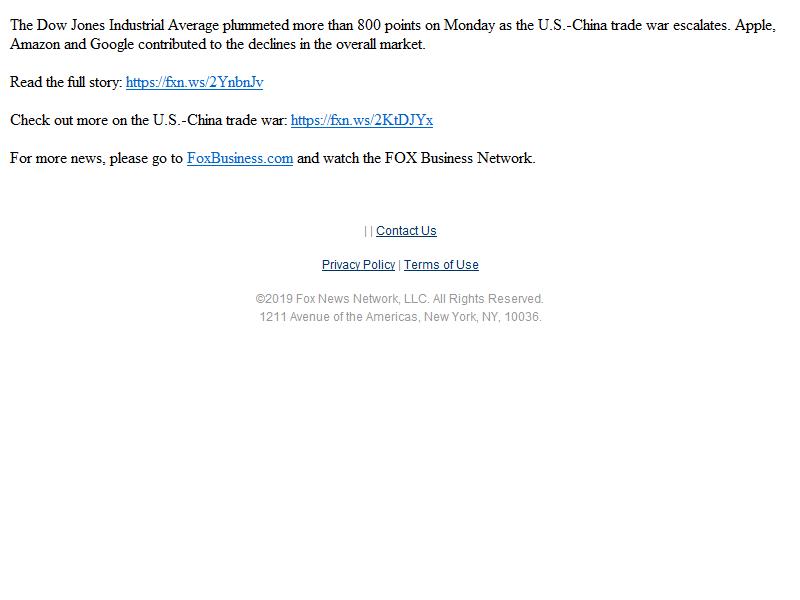 The Dow Jones Industrial Average plummeted more than 800 points on Monday as the U.S.-China trade war escalates. Apple,
Amazon and Google contributed to the declines in the overall market.
Read the full story: https://fxn.ws/2YnbnJv
Check out more on the U.S.-China trade war: https://fxn.ws/2KtDJYx
For more news, please go to FoxBusiness.com and watch the FOX Business Network.
| | Contact Us
Privacy Policy | Terms of Use
©2019 Fox News Network, LLC. All Rights Reserved.
1211 Avenue of the Americas, New York, NY, 10036.